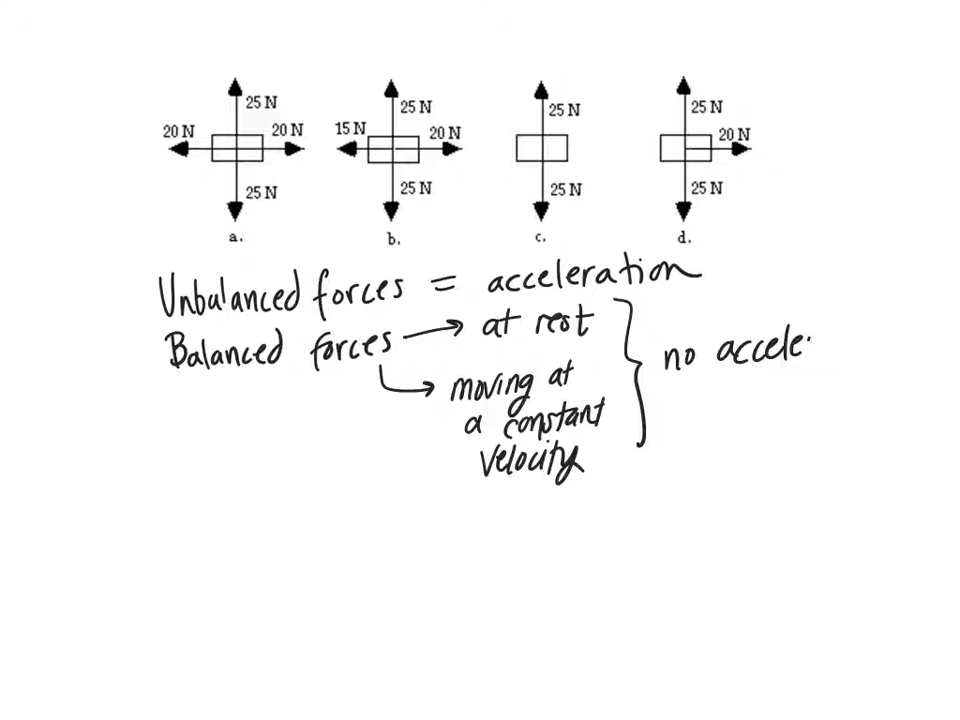 25 N 25 N 25 N 25 N
20 N 20 N 15 N 20 N 20 N
25 N 25 N 25 N 25 N
a. b. c. d.
Unbalanced forces = acceleration
Balanced forces → at rest
no accele
moving at
a constant
velocity